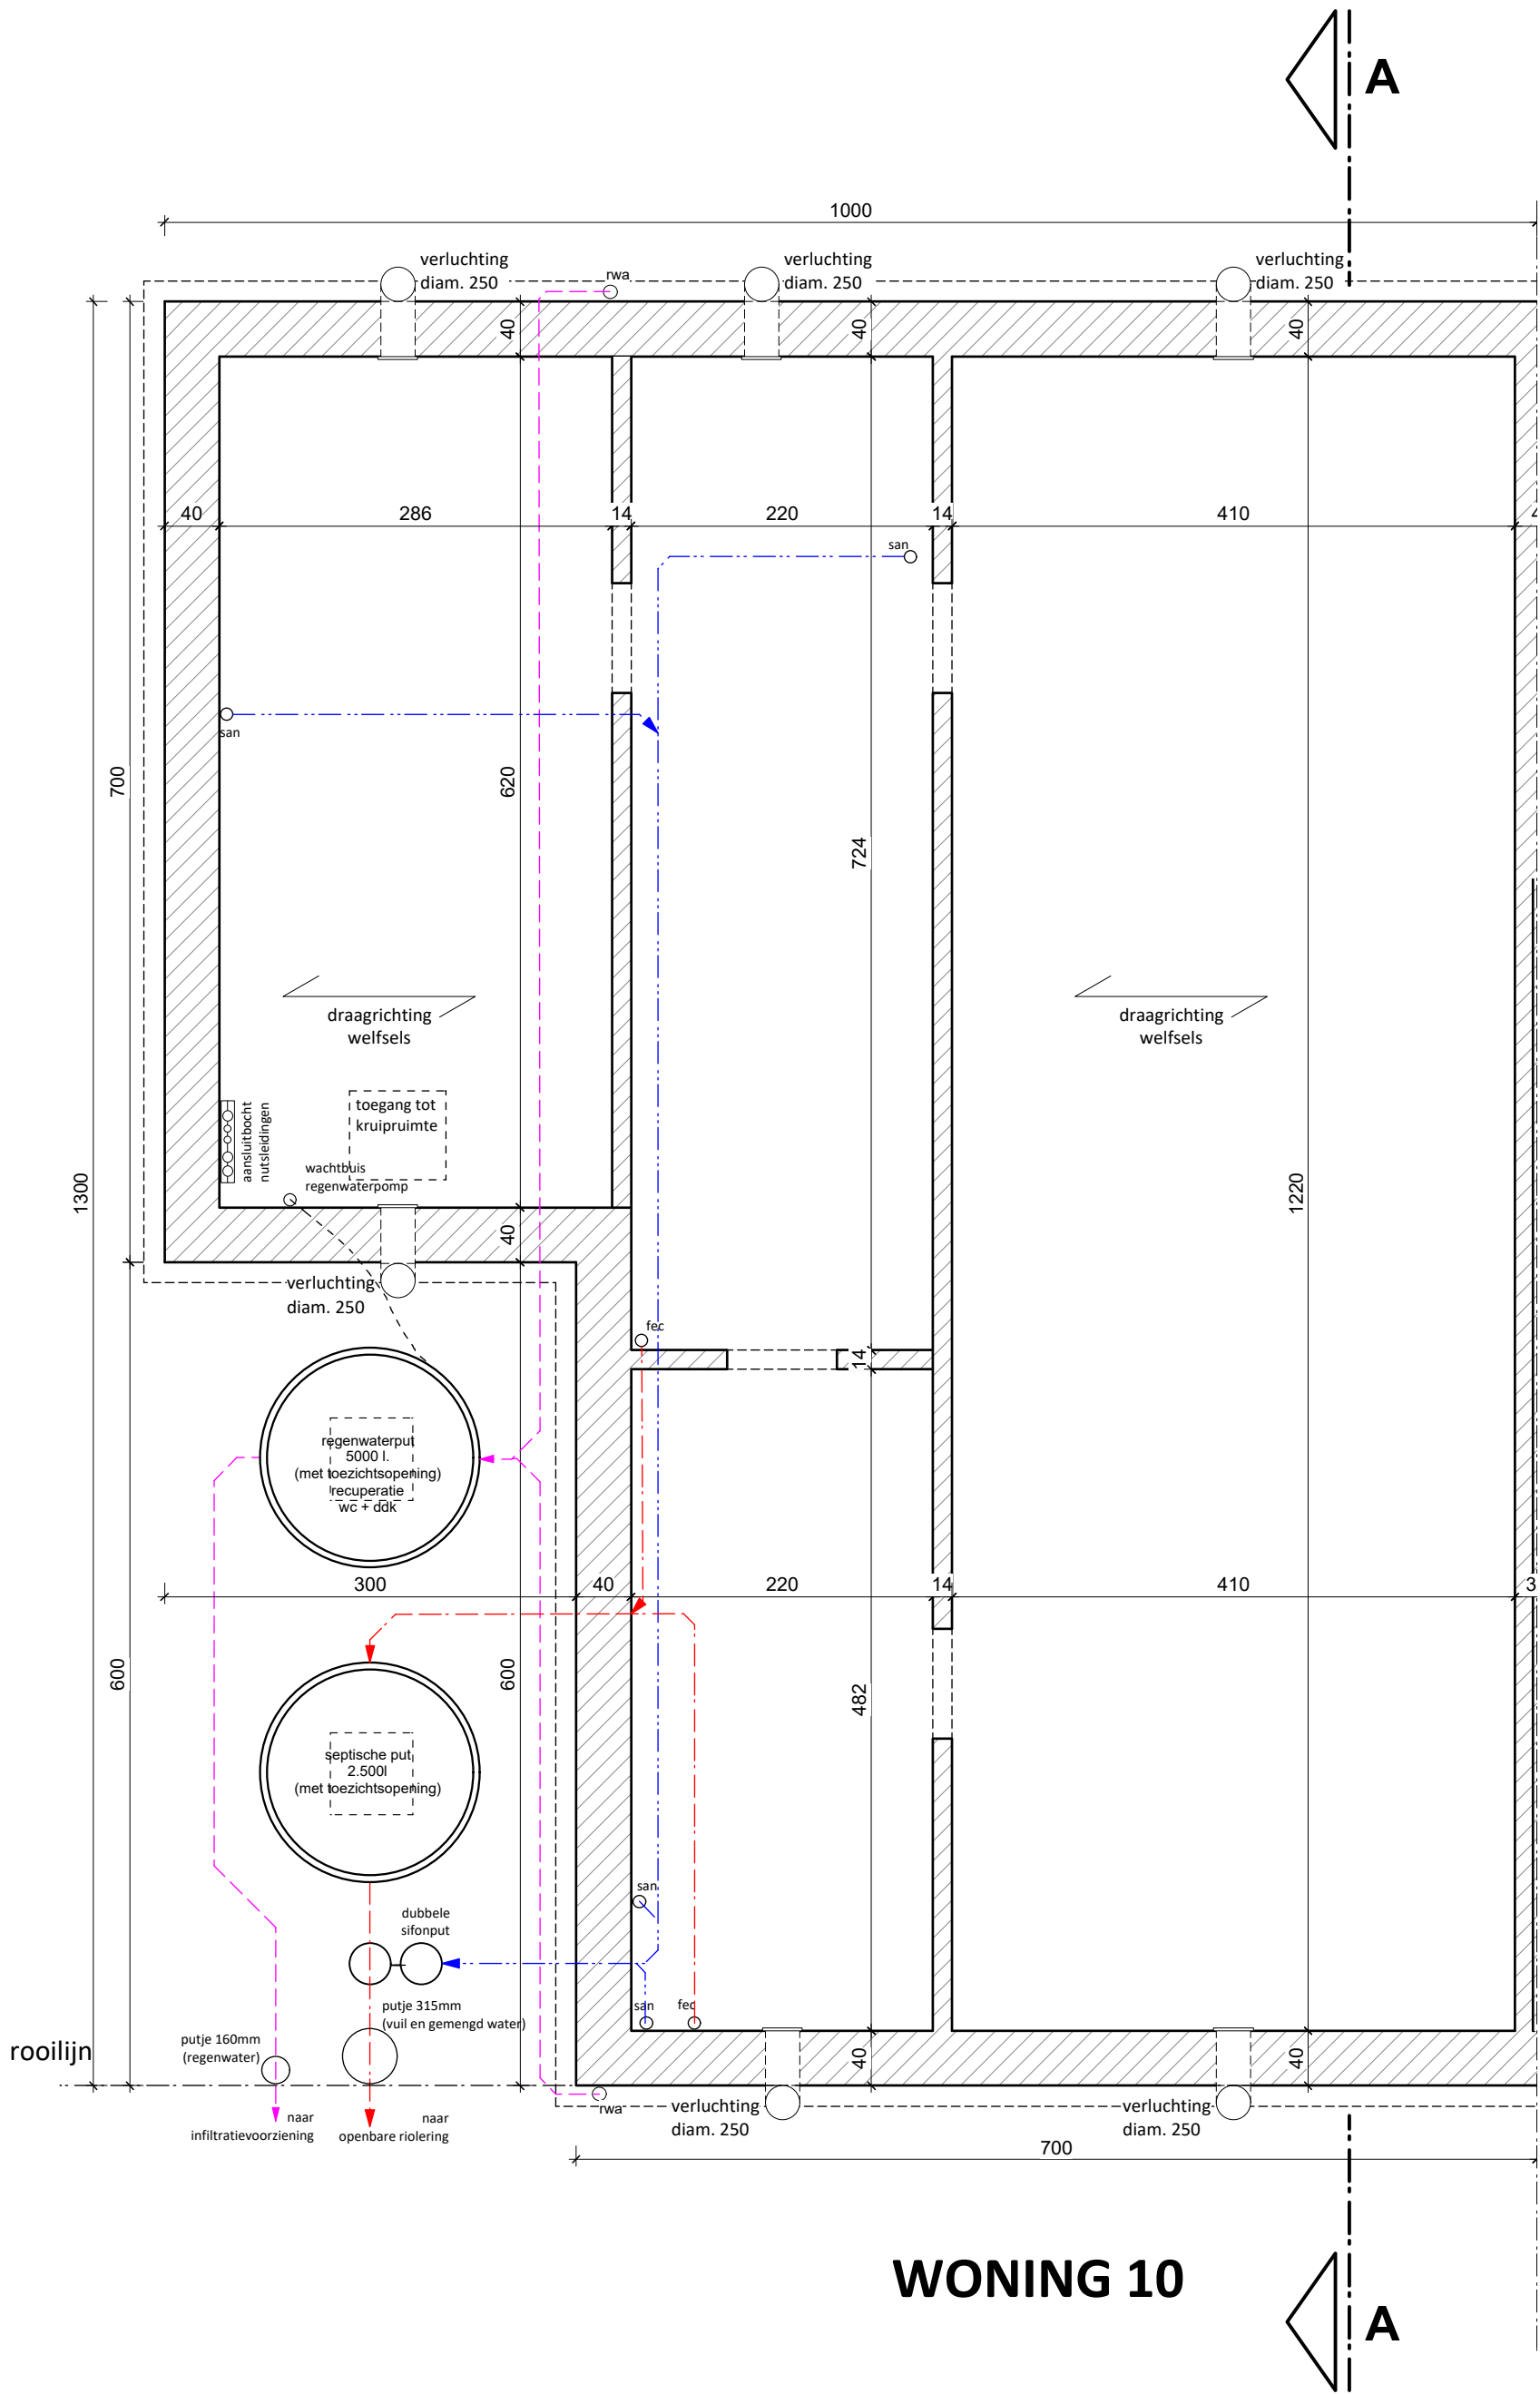 A
1000
verluchting
diam. 250
rwa
verluchting
diam. 250
verluchting
diam. 250
40
40
40
40
286
14
220
14
410
san
san
700
620
724
draagrichting
welfsels
draagrichting
welfsels
aansluitbocht
nutsleidingen
toegang tot
kruipruimte
wachtbuis
regenwaterpomp
1300
1220
40
verluchting
diam. 250
fec
14
regenwaterput
5000 l.
(met toezichtsopening)
recuperatie
wc + ddk
300
40
220
14
410
3
600
600
482
septische put
2.500l
(met toezichtsopening)
san
dubbele
sifonput
san
fec
putje 315mm
(vuil en gemengd water)
putje 160mm
(regenwater)
rooilijn
40
40
rwa
verluchting
diam. 250
verluchting
diam. 250
naar
infiltratievoorziening
naar
openbare riolering
700
WONING 10
A